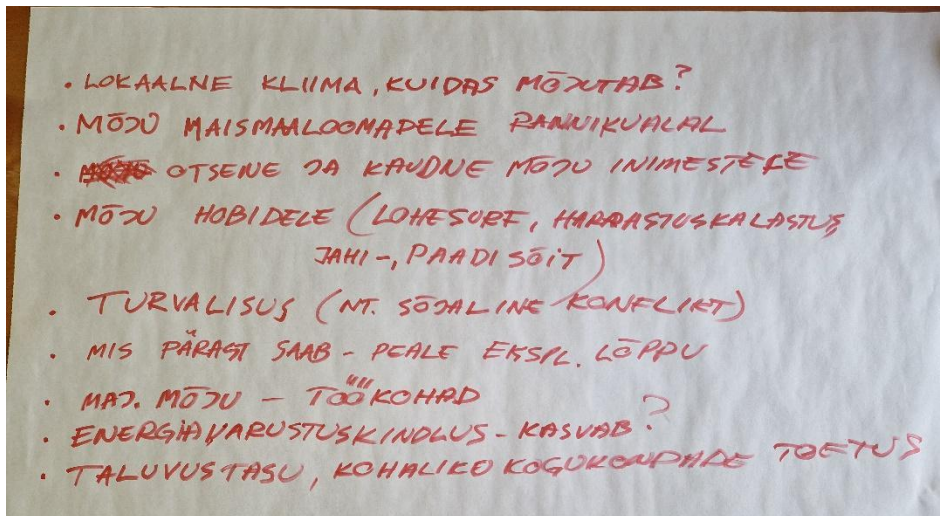 • LOKAALNE KLIIMA, KUIDAS MÕJUTAB?
• MÕJU MAISMAALOOMADELE RANNIKUALAL
• OTSENE JA KAUDNE MÕJU INIMESTELE
• MÕJU HOBIDELE (LOHESURF, HARRASTUSKALASTUS,
JAHI-, PAADISÕIT)
• TURVALISUS (NT. SÕJALINE KONFLIKT)
• MIS PÄRAST SAAB - PEALE EKSPL. LÕPPU
• MAJ. MÕJU - TÖÖKOHAD
• ENERGIAVARUSTUSKINDLUS - KASVAB?
• TALUVUSTASU, KOHALIKO KOGUKONDADE TOETUS